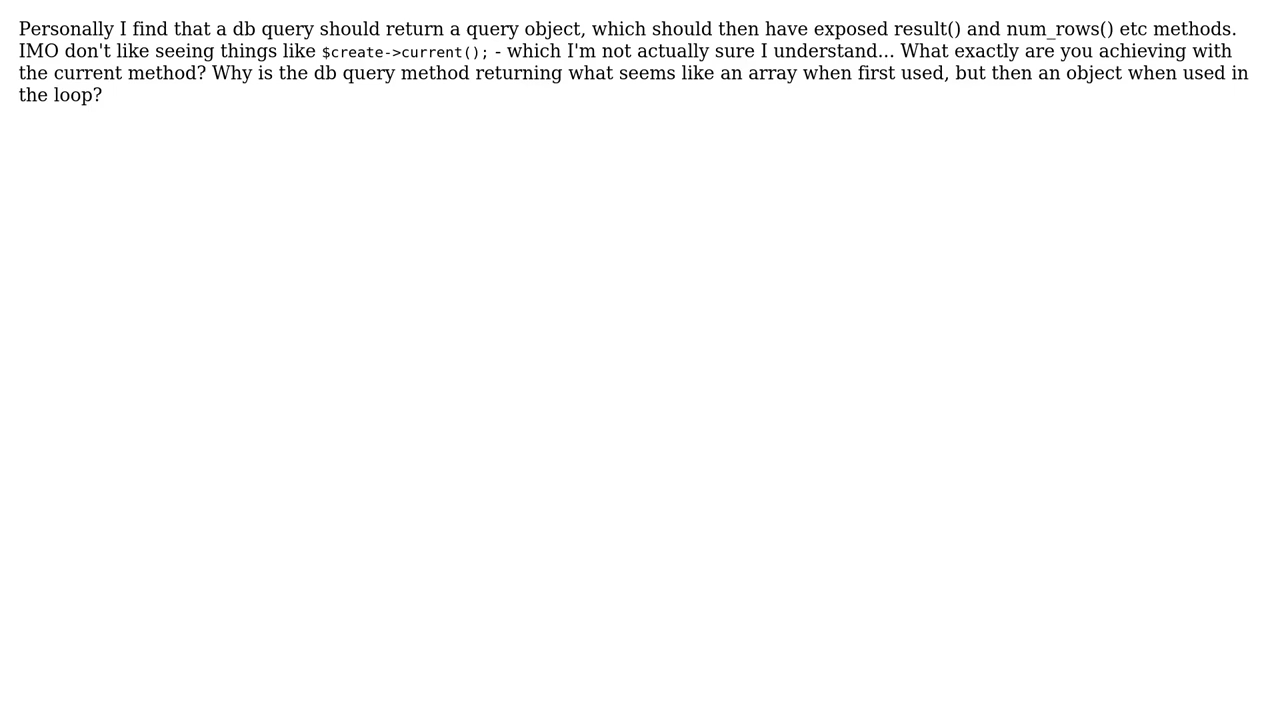 Personally I find that a db query should return a query object, which should then have exposed result() and num_rows() etc methods.
IMO don't like seeing things like $create->current(); - which I'm not actually sure I understand... What exactly are you achieving with
the current method? Why is the db query method returning what seems like an array when first used, but then an object when used in
the loop?